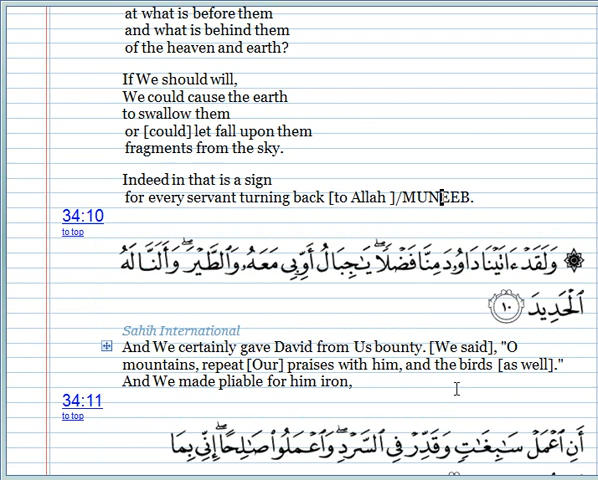 at what is before them
and what is behind them
of the heaven and earth?
If We should will,
We could cause the earth
to swallow them
or [could] let fall upon them
fragments from the sky.
Indeed in that is a sign
for every servant turning back [to Allah ]/MUNEEB.
34:10
to top
۞ وَلَقَدْ ءَاتَيْنَا دَاوُۥدَ مِنَّا فَضْلًا ۖ يَـٰجِبَالُ أَوِّبِى مَعَهُۥ وَٱلطَّيْرَ ۖ وَأَلَنَّا لَهُ
ٱلْحَدِيدَ ١٠
Sahih International
And We certainly gave David from Us bounty. [We said], "O
mountains, repeat [Our] praises with him, and the birds [as well]."
And We made pliable for him iron,
34:11
to top
أَنِ ٱعْمَلْ سَـٰبِغَـٰتٍ وَقَدِّرْ فِى ٱلسَّرْدِ ۖ وَٱعْمَلُوا۟ صَـٰلِحًا ۖ إِنِّى بِمَا